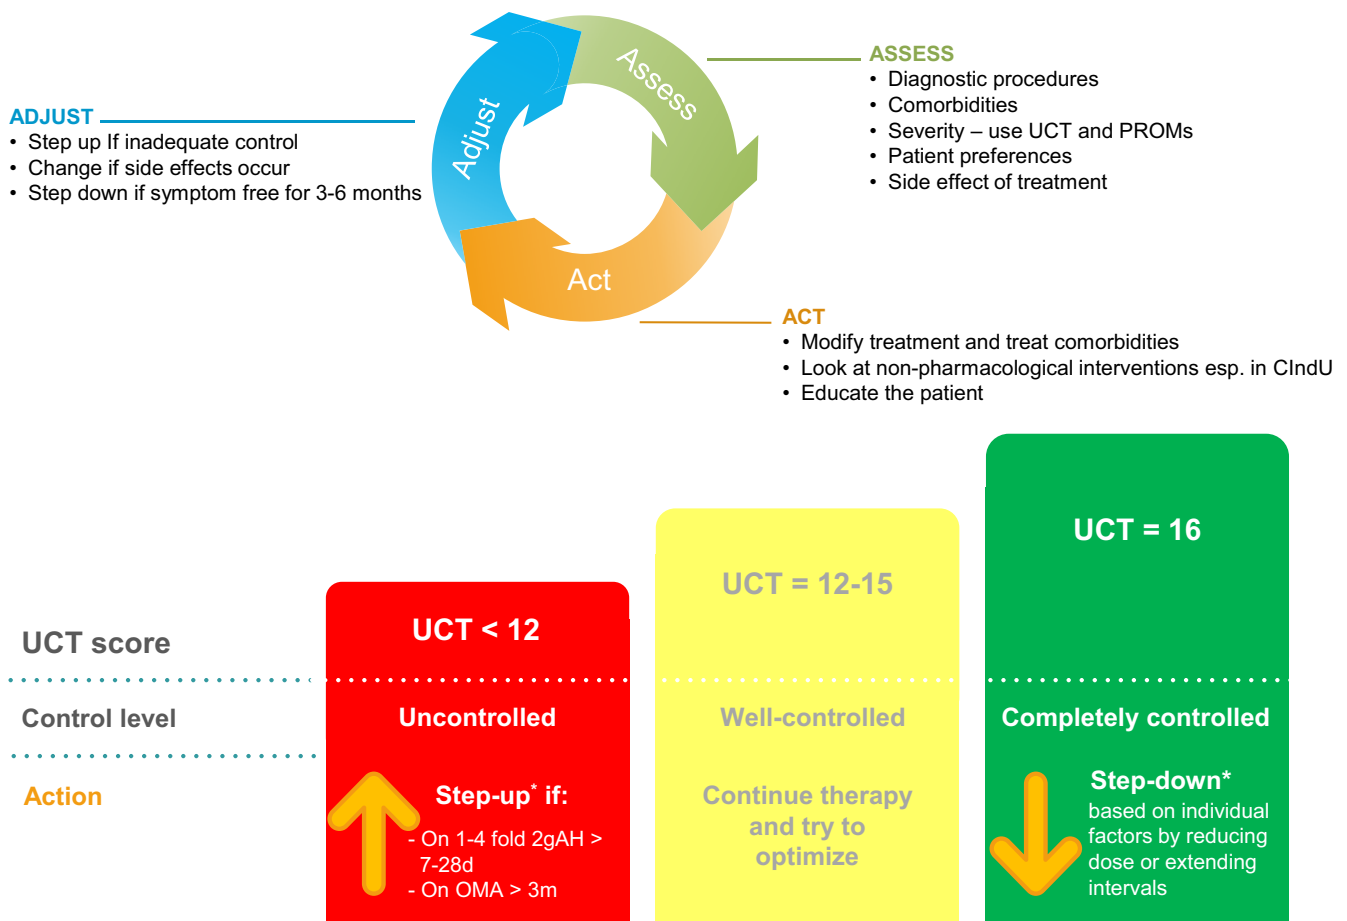 Adjust
Assess
Act
ADJUST
• Step up If inadequate control
• Change if side effects occur
• Step down if symptom free for 3-6 months
ASSESS
• Diagnostic procedures
• Comorbidities
• Severity – use UCT and PROMs
• Patient preferences
• Side effect of treatment
ACT
• Modify treatment and treat comorbidities
• Look at non-pharmacological interventions esp. in CIndU
• Educate the patient
UCT score
UCT < 12
UCT = 12-15
UCT = 16
Control level
Uncontrolled
Well-controlled
Completely controlled
Action
Step-up* if:
- On 1-4 fold 2gAH >
7-28d
- On OMA > 3m
Continue therapy
and try to
optimize
Step-down*
based on individual
factors by reducing
dose or extending
intervals